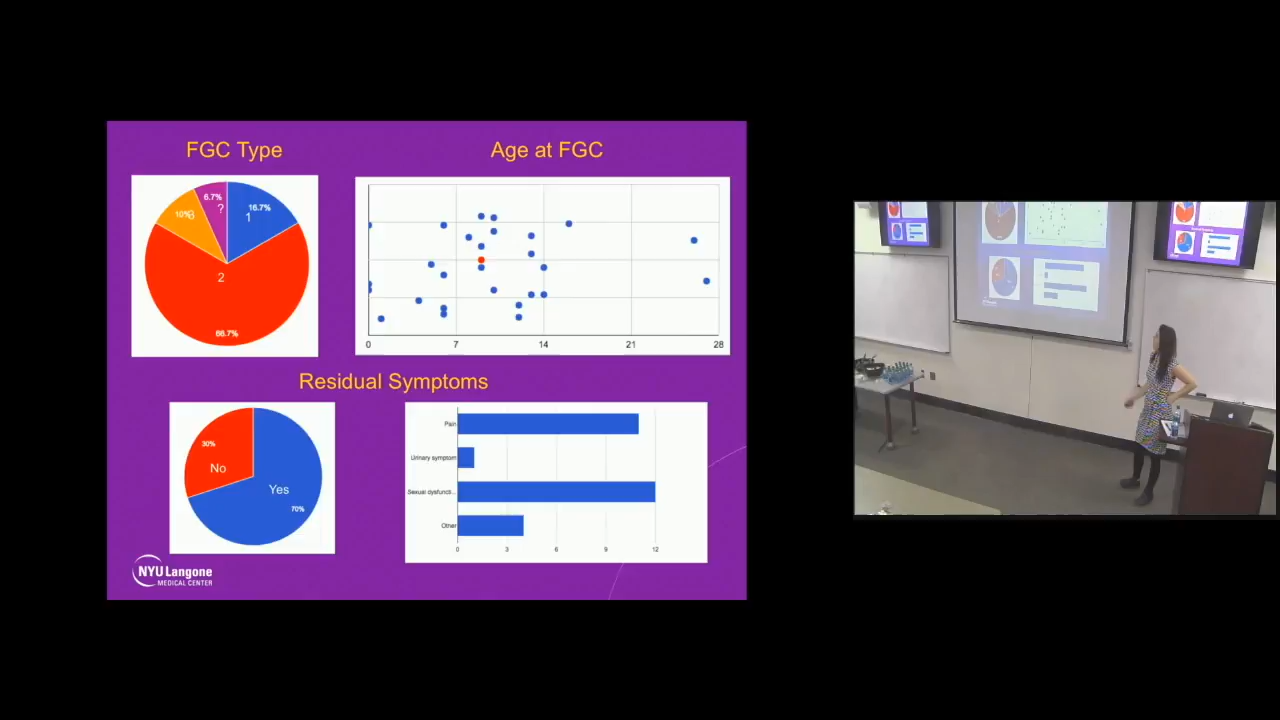 FGC Type
Age at FGC
6.7%
?
16.7%
1
10%
3
2
66.7%
0 7 14 21 28
Residual Symptoms
30%
No
Yes
70%
Pain
Urinary symptom
Sexual dysfuncti...
Other
0 3 6 9 12
NYU Langone
MEDICAL CENTER